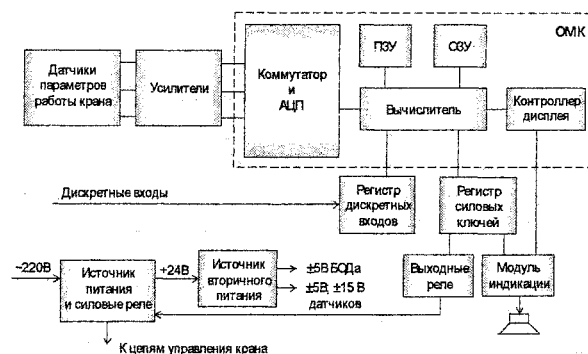 ОМК
ПЗУ
ОЗУ
Датчики
параметров
работы крана
Усилители
Коммутатор
и
АЦП
Вычислитель
Контроллер
дисплея
Дискретные входы
Регистр
дискретных
входов
Регистр
силовых
ключей
~220В
Источник
питания
и силовые реле
+24В
Источник
вторичного
питания
±5В БОДа
±5В; ±15 В
датчиков
Выходные
реле
Модуль
индикации
К цепям управления крана